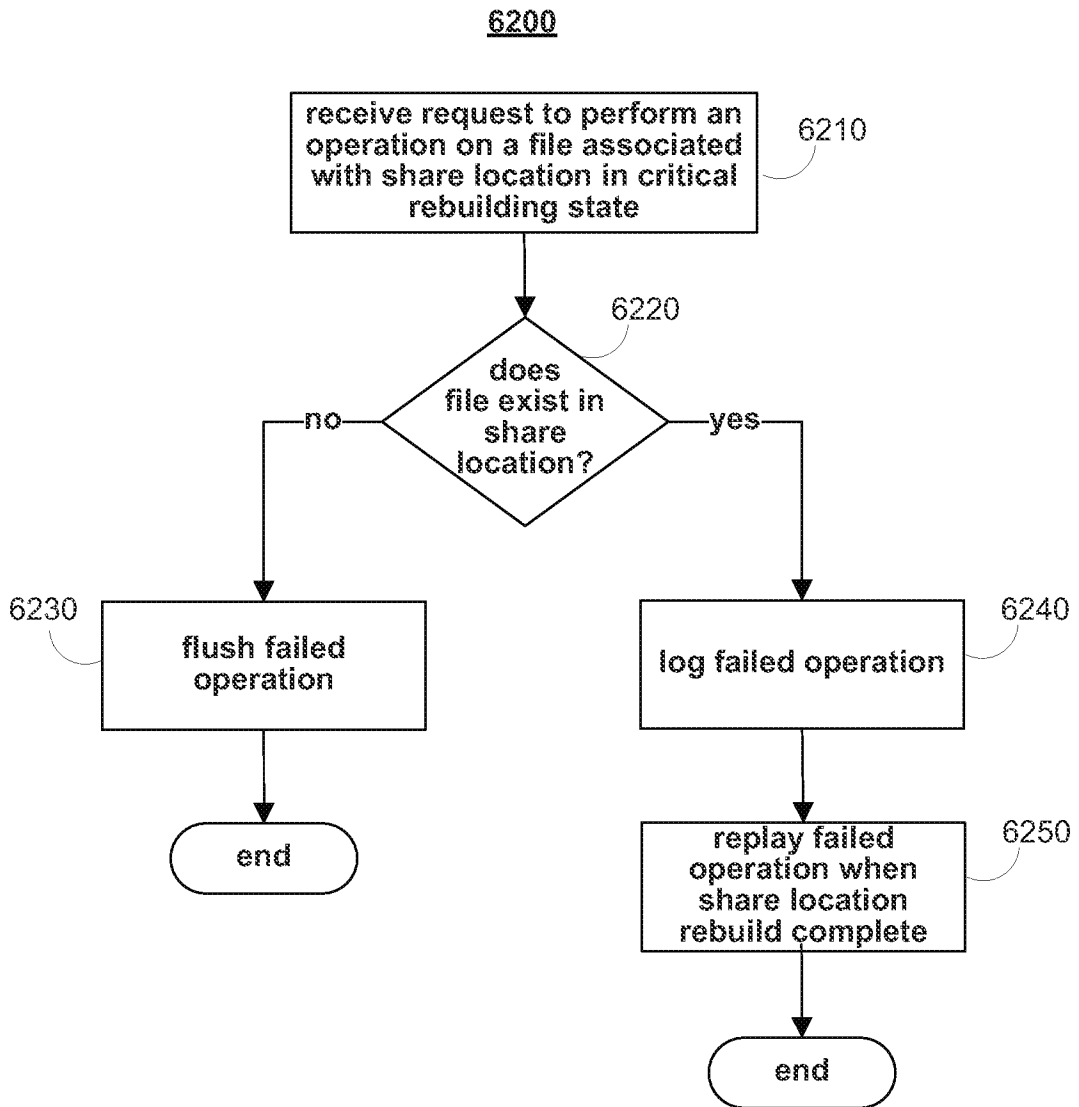 6200
receive request to perform an
operation on a file associated
with share location in critical
rebuilding state
6210
6220
does
file exist in
share
location?
no
yes
6230
flush failed
operation
6240
log failed operation
end
6250
replay failed
operation when
share location
rebuild complete
end